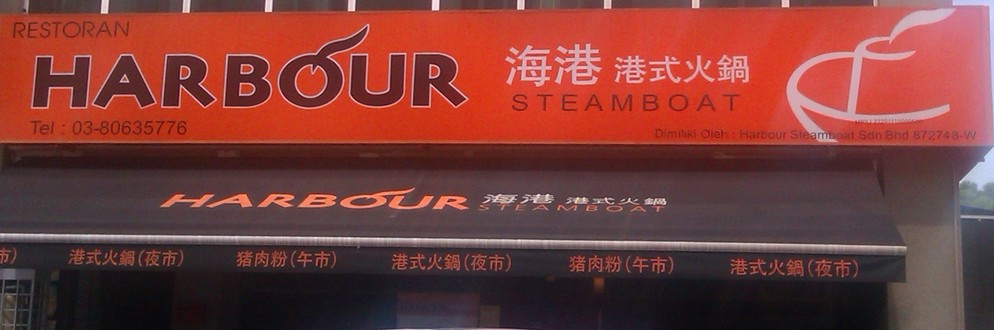 RESTORAN
HARBOUR 海港 港式火鍋
STEAMBOAT
Tel : 03-80635776
Dimiliki Oleh : Harbour Steamboat Sdn Bhd 872748-W
HARBOUR 海港 港式火鍋
STEAMBOAT
市) 港式火鍋(夜市) 猪肉粉(午市) 港式火鍋(夜市) 猪肉粉(午市) 港式火鍋(夜市)